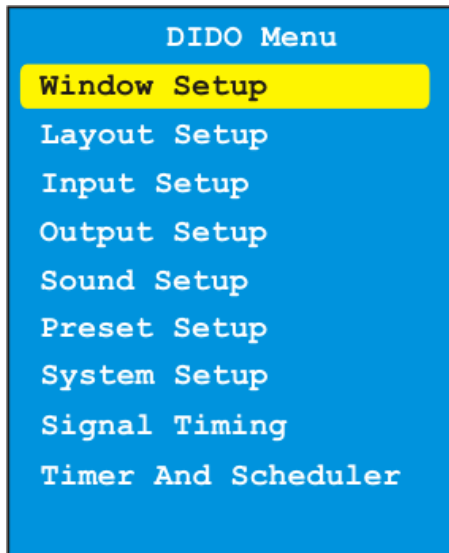 DIDO Menu
Window Setup
Layout Setup
Input Setup
Output Setup
Sound Setup
Preset Setup
System Setup
Signal Timing
Timer And Scheduler